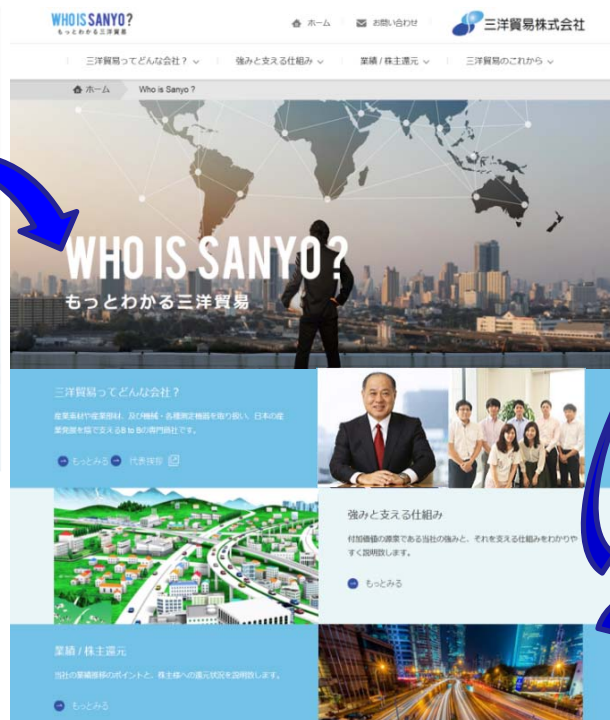 WHO IS SANYO?
もっとわかる三洋貿易
ホーム
お問い合わせ
三洋貿易株式会社
三洋貿易ってどんな会社？
強みと支える仕組み
業績 / 株主還元
三洋貿易のこれから
ホーム
Who is Sanyo ?
WHO IS SANYO?
もっとわかる三洋貿易
三洋貿易ってどんな会社？
産業素材や産業部材、及び機械・各種測定機器を取り扱い、日本の産
業発展を陰で支えるB to Bの専門商社です。
もっとみる
代表挨拶
強みと支える仕組み
付加価値の源泉である当社の強みと、それを支える仕組みをわかりや
すく説明致します。
もっとみる
業績 / 株主還元
当社の業績推移のポイントと、株主様への還元状況を説明致します。
もっとみる